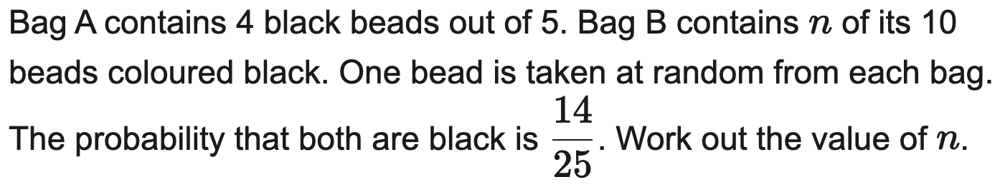 Bag A contains 4 black beads out of 5. Bag B contains n of its 10
beads coloured black. One bead is taken at random from each bag.
The probability that both are black is 14/25. Work out the value of n.